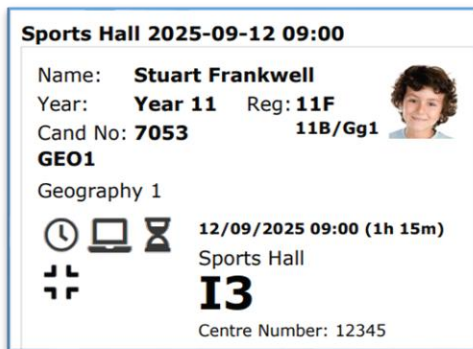 Sports Hall 2025-09-12 09:00
Name: Stuart Frankwell
Year: Year 11 Reg: 11F
Cand No: 7053 11B/Gg1
GEO1
Geography 1
12/09/2025 09:00 (1h 15m)
Sports Hall
I3
Centre Number: 12345